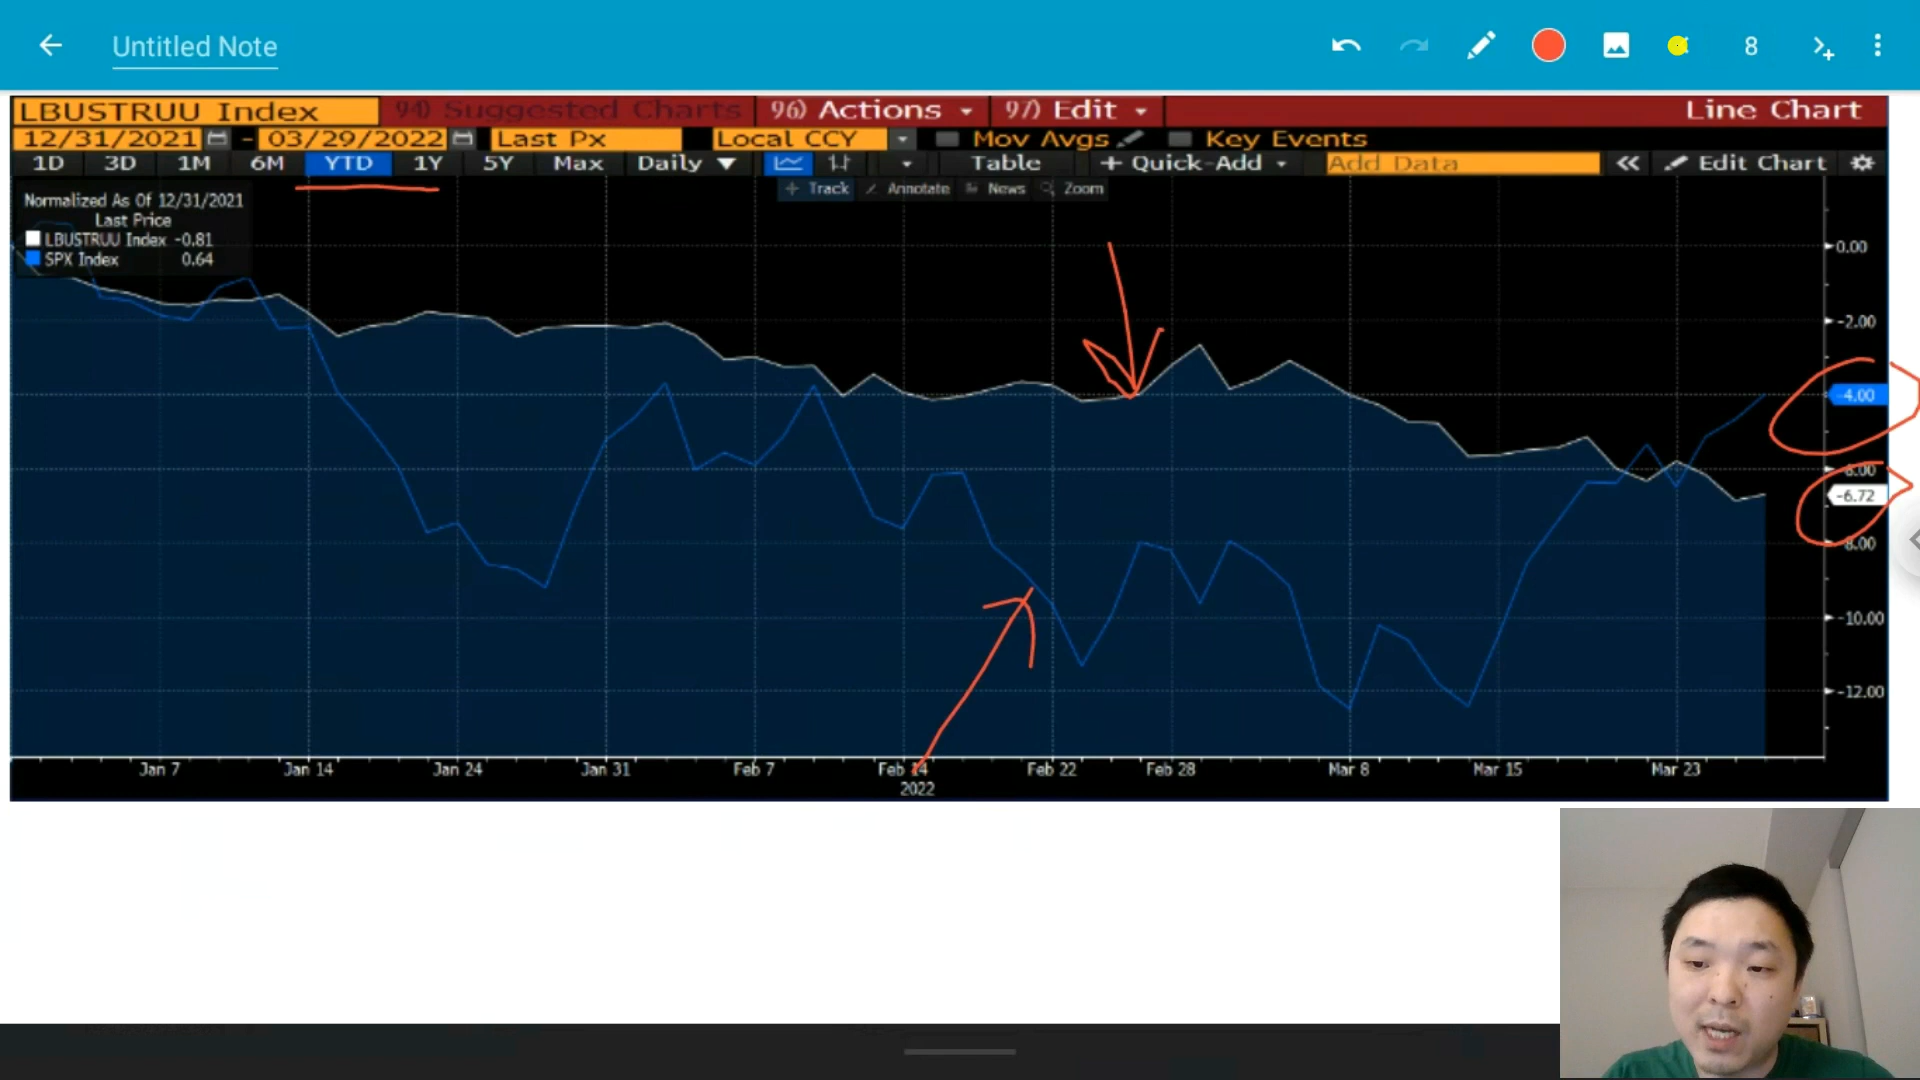 Untitled Note
8
LBUSTRUU Index 94) Suggested Charts 96) Actions 97) Edit Line Chart
12/31/2021 - 03/29/2022 Last Px Local CCY Mov Avgs Key Events
1D 3D 1M 6M YTD 1Y 5Y Max Daily ▼ Table + Quick-Add Add Data « Edit Chart
+ Track Annotate News Zoom
Normalized As Of 12/31/2021
Last Price
LBUSTRUU Index -0.81
SPX Index 0.64
0.00
-2.00
-4.00
-6.72
-8.00
-10.00
-12.00
Jan 7 Jan 14 Jan 24 Jan 31 Feb 7 Feb 14 Feb 22 Feb 28 Mar 8 Mar 15 Mar 23
2022